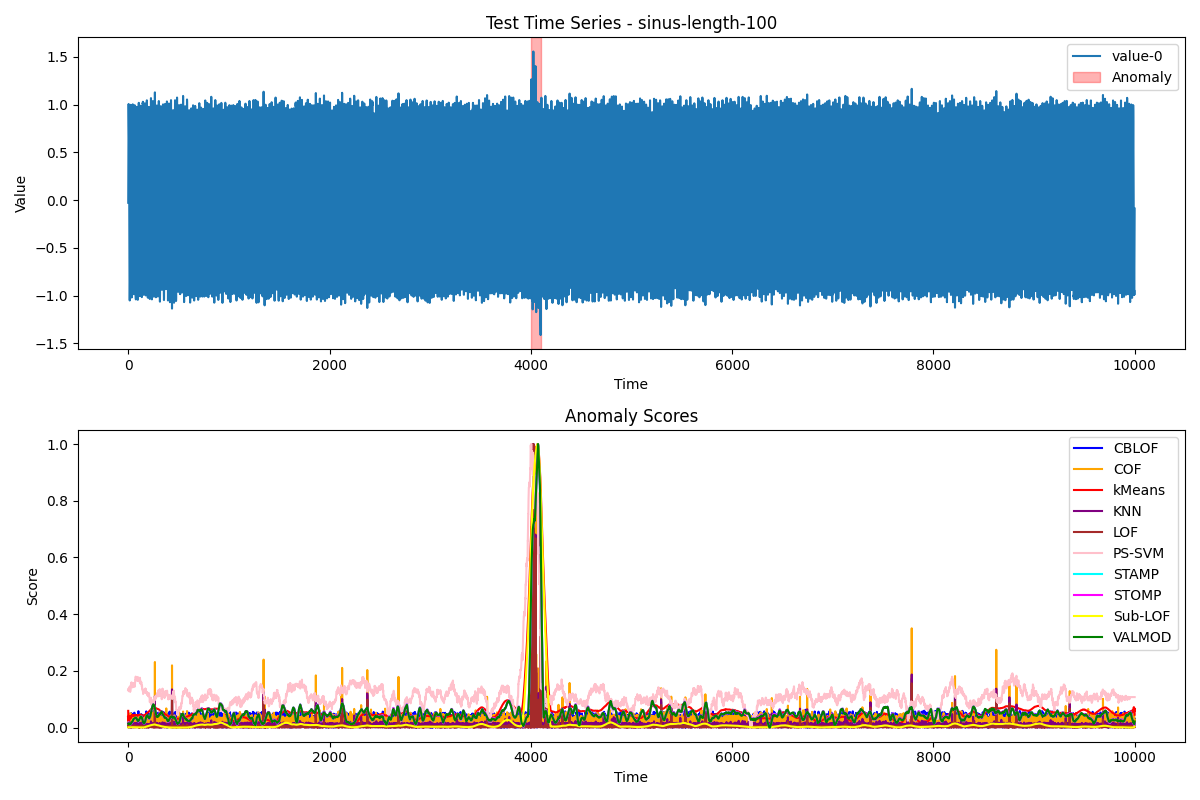 Test Time Series - sinus-length-100
1.5
1.0
0.5
0.0
−0.5
−1.0
−1.5
Value
value-0
Anomaly
0 2000 4000 6000 8000 10000
Time
Anomaly Scores
1.0
0.8
0.6
0.4
0.2
0.0
Score
CBLOF
COF
kMeans
KNN
LOF
PS-SVM
STAMP
STOMP
Sub-LOF
VALMOD
0 2000 4000 6000 8000 10000
Time